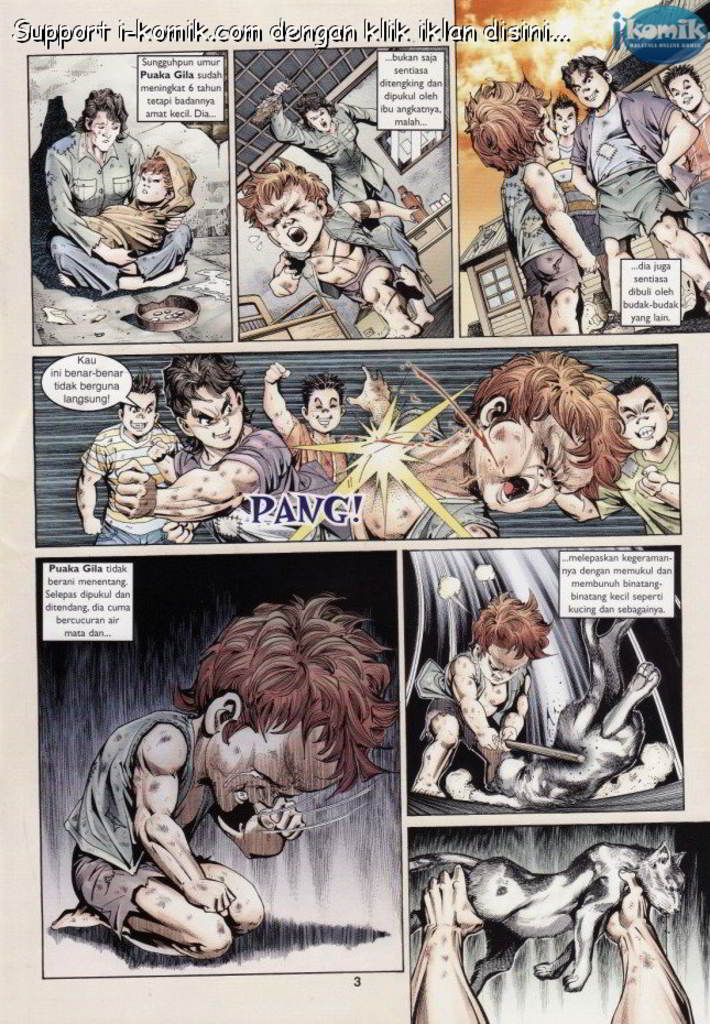 Support i-komik.com dengan klik iklan disini...
ikomik
MALAYSIA ONLINE KOMIK
Sungguhpun umur
Puaka Gila sudah
meningkat 6 tahun
tetapi badannya
amat kecil. Dia...
...bukan saja
sentiasa
ditengking dan
dipukul oleh
ibu angkatnya,
malah...
...dia juga
sentiasa
dibuli oleh
budak-budak
yang lain.
Kau
ini benar-benar
tidak berguna
langsung!
PANG!
Puaka Gila tidak
berani menentang.
Selepas dipukul dan
ditendang, dia cuma
bercucuran air
mata dan...
...melepaskan kegeraman-
nya dengan memukul dan
membunuh binatang-
binatang kecil seperti
kucing dan sebagainya.
3